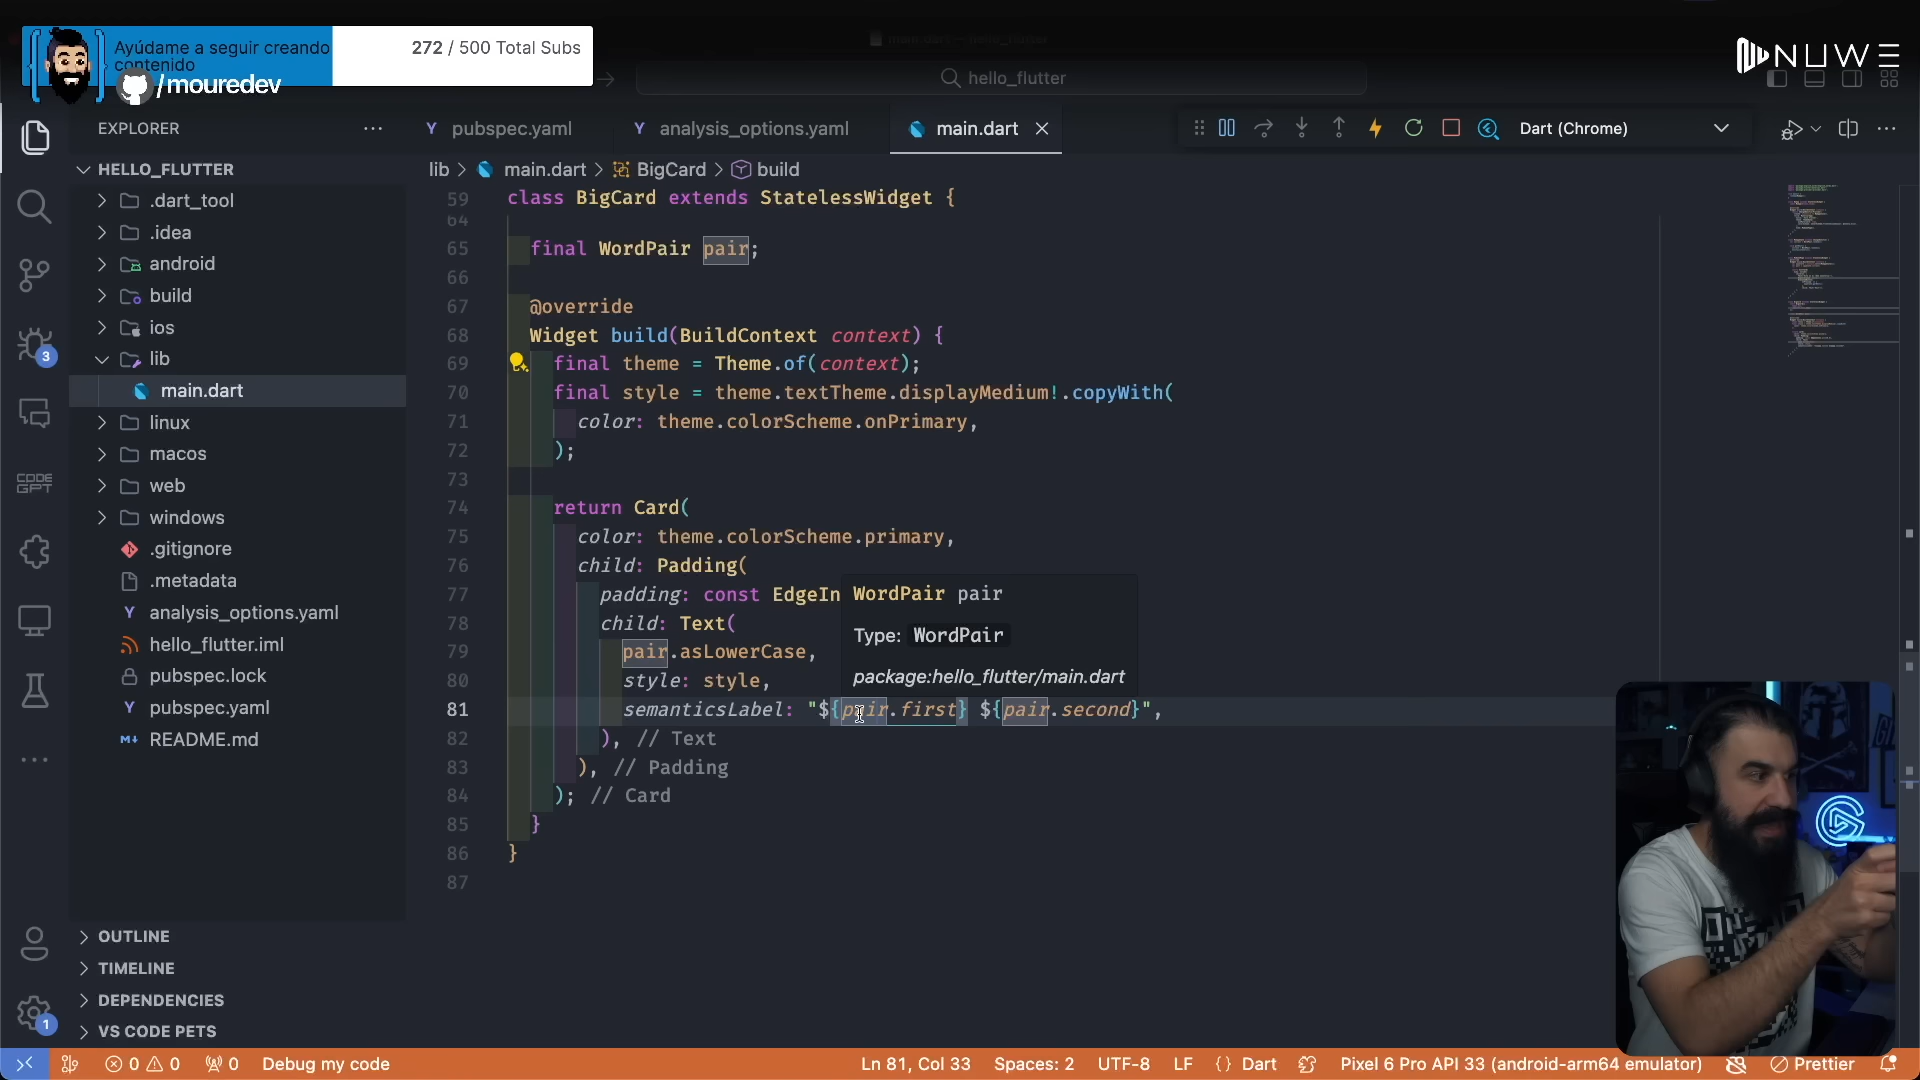 Ayúdame a seguir creando
contenido
/mouredev
272 / 500 Total Subs
hello_flutter
NUWE
EXPLORER
pubspec.yaml
analysis_options.yaml
main.dart
Dart (Chrome)
HELLO_FLUTTER
.dart_tool
.idea
android
build
ios
lib
main.dart
linux
macos
web
windows
.gitignore
.metadata
analysis_options.yaml
hello_flutter.iml
pubspec.lock
pubspec.yaml
README.md
OUTLINE
TIMELINE
DEPENDENCIES
VS CODE PETS
3
CODE
GPT
1
lib > main.dart > BigCard > build
59 class BigCard extends StatelessWidget {
64
65 final WordPair pair;
66
67 @override
68 Widget build(BuildContext context) {
69 final theme = Theme.of(context);
70 final style = theme.textTheme.displayMedium!.copyWith(
71 color: theme.colorScheme.onPrimary,
72 );
73
74 return Card(
75 color: theme.colorScheme.primary,
76 child: Padding(
77 padding: const EdgeIn
78 child: Text(
79 pair.asLowerCase,
80 style: style,
81 semanticsLabel: "${pair.first} ${pair.second}",
82 ), // Text
83 ), // Padding
84 ); // Card
85 }
86 }
87
WordPair pair
Type: WordPair
package:hello_flutter/main.dart
0 0 0 Debug my code
Ln 81, Col 33 Spaces: 2 UTF-8 LF {} Dart Pixel 6 Pro API 33 (android-arm64 emulator) Prettier